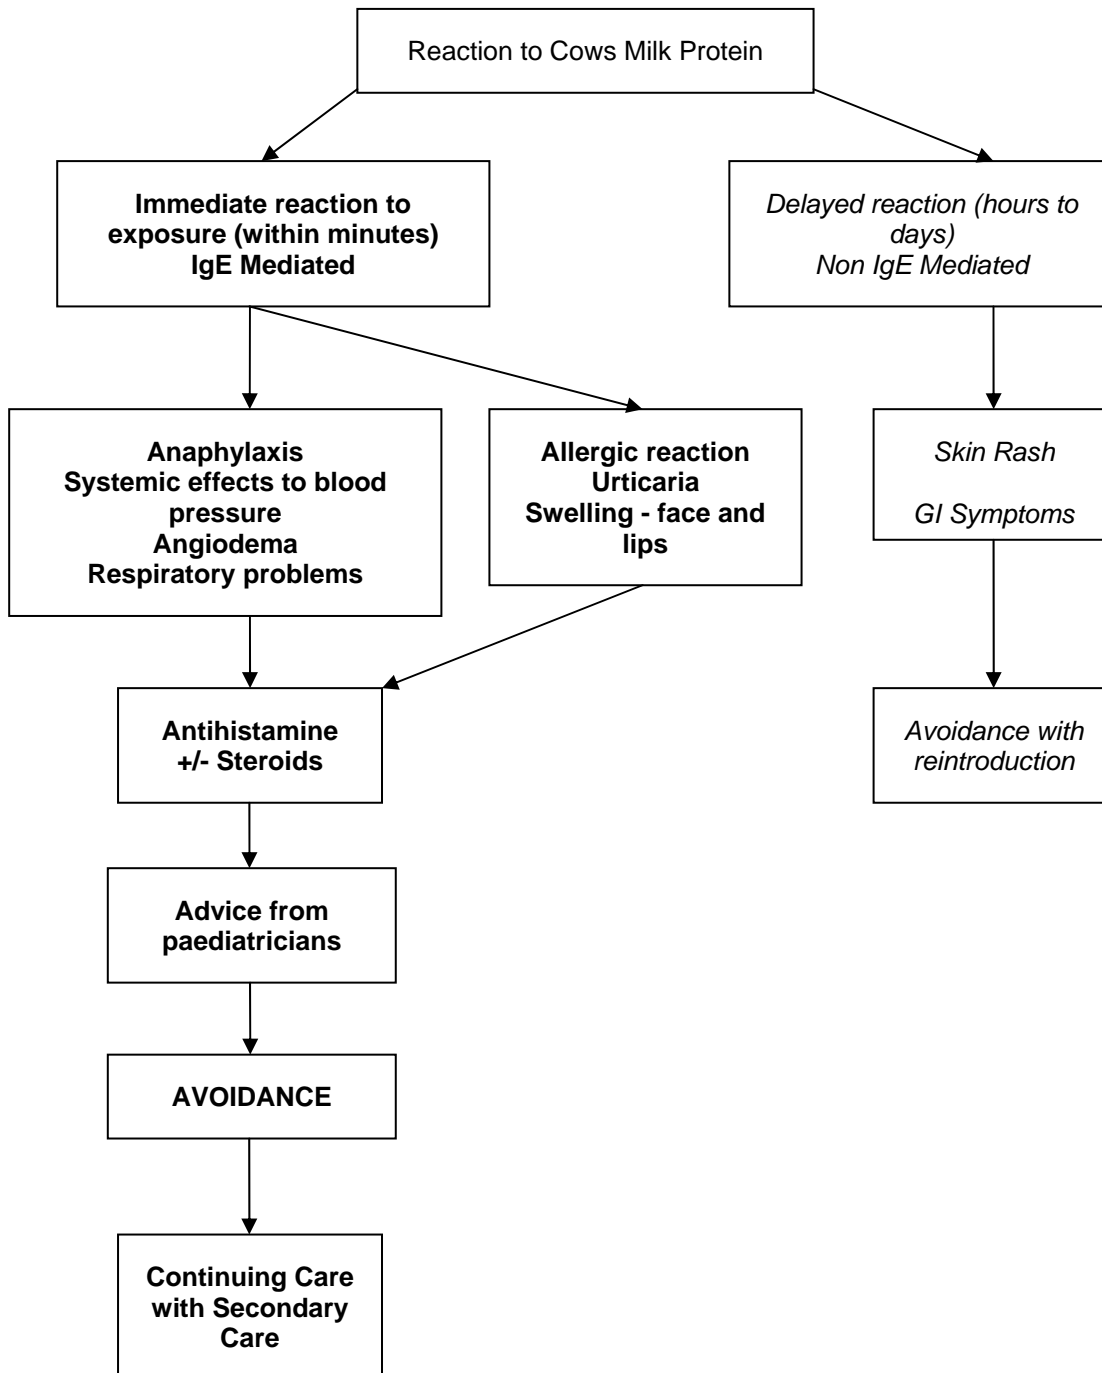 Reaction to Cows Milk Protein
Immediate reaction to
exposure (within minutes)
IgE Mediated
Delayed reaction (hours to
days)
Non IgE Mediated
Anaphylaxis
Systemic effects to blood
pressure
Angiodema
Respiratory problems
Allergic reaction
Urticaria
Swelling - face and
lips
Skin Rash
GI Symptoms
Antihistamine
+/- Steroids
Avoidance with
reintroduction
Advice from
paediatricians
AVOIDANCE
Continuing Care
with Secondary
Care